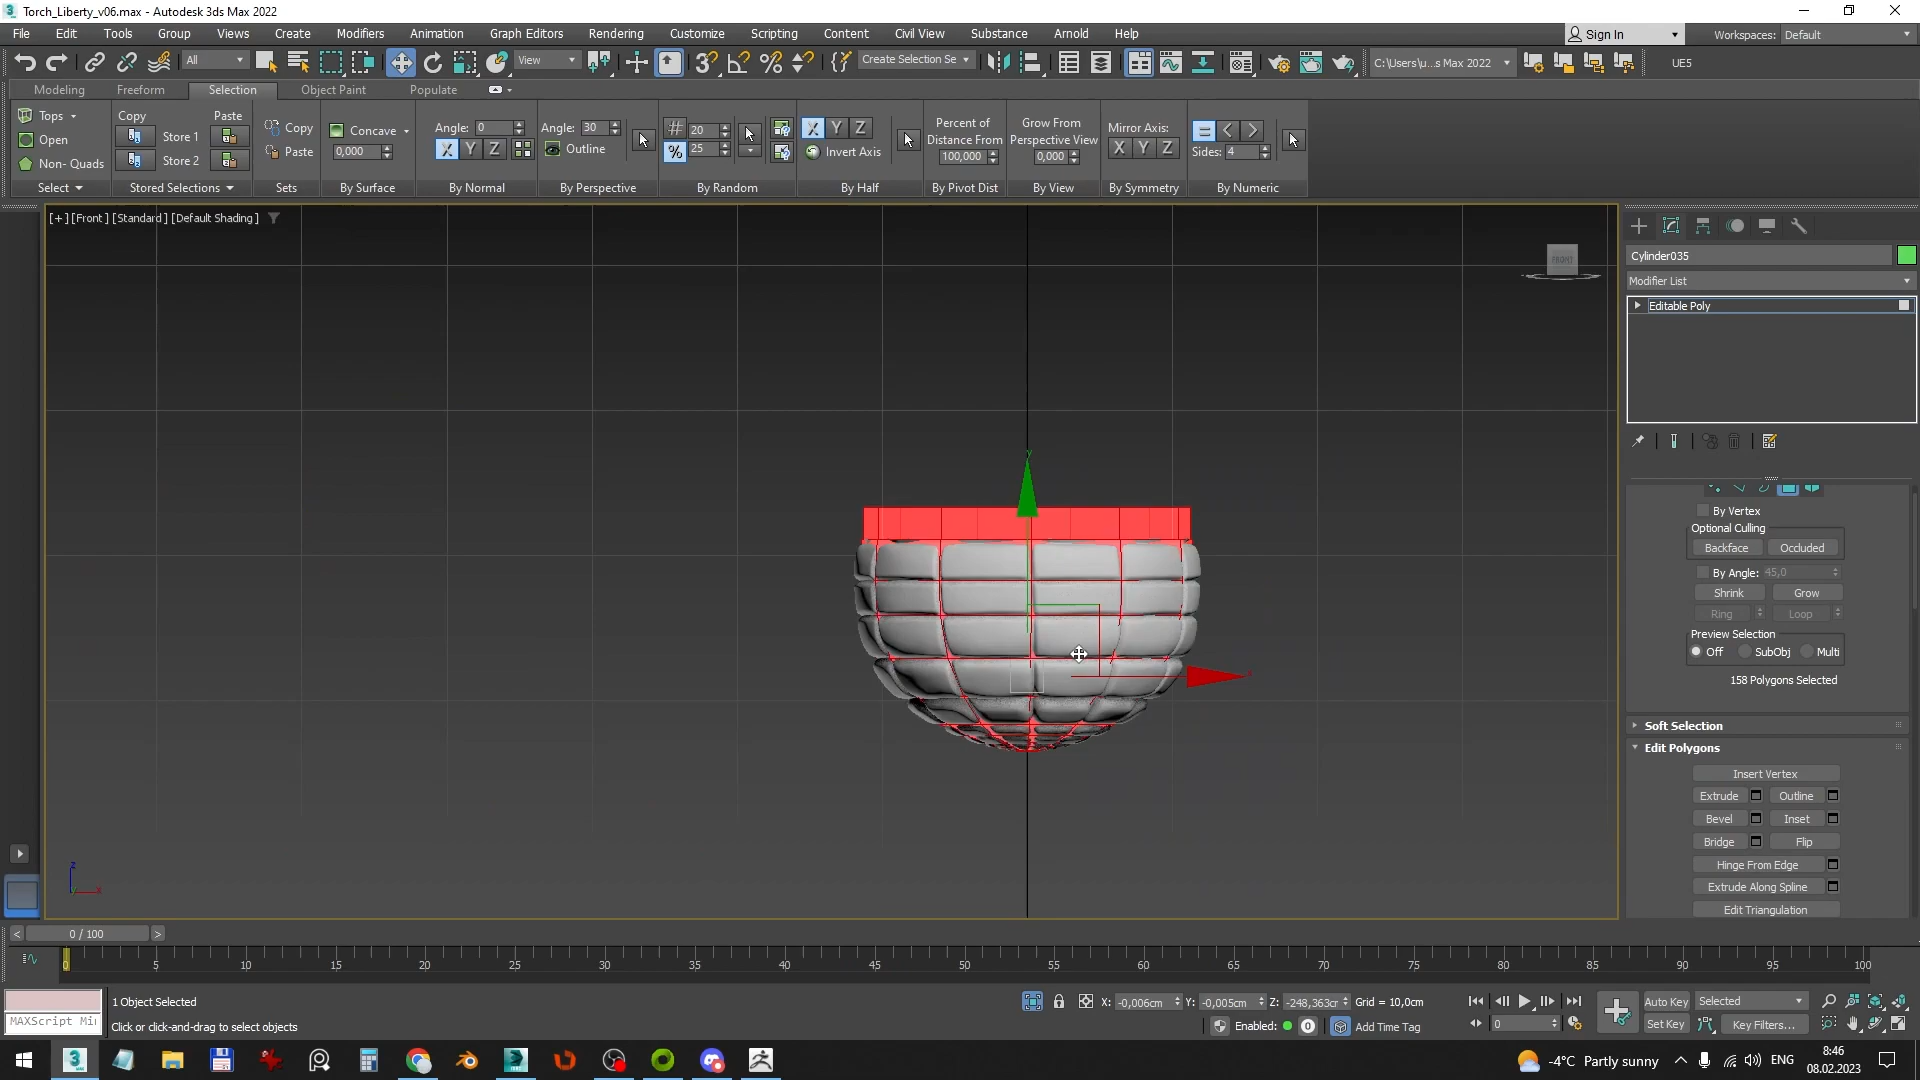 Torch_Liberty_v06.max - Autodesk 3ds Max 2022
File Edit Tools Group Views Create Modifiers Animation Graph Editors Rendering Customize Scripting Content Civil View Substance Arnold Help
Sign In
Workspaces: Default
All
View
Create Selection Se
C:\Users\u...s Max 2022
UE5
Modeling Freeform Selection Object Paint Populate
Tops
Open
Non- Quads
Select
Copy Paste
Store 1
Store 2
Stored Selections
Copy
Paste
Sets
Concave
0,000
By Surface
Angle: 0
X Y Z
By Normal
Angle: 30
Outline
By Perspective
# 20
% 25
By Random
X Y Z
Invert Axis
By Half
Percent of
Distance From
100,000
By Pivot Dist
Grow From
Perspective View
0,000
By View
Mirror Axis:
X Y Z
By Symmetry
= < >
Sides: 4
By Numeric
[+] [Front] [Standard] [Default Shading]
FRONT
Cylinder035
Modifier List
Editable Poly
By Vertex
Optional Culling
Backface Occluded
By Angle: 45,0
Shrink Grow
Ring Loop
Preview Selection
Off SubObj Multi
158 Polygons Selected
Soft Selection
Edit Polygons
Insert Vertex
Extrude Outline
Bevel Inset
Bridge Flip
Hinge From Edge
Extrude Along Spline
Edit Triangulation
y
x
z
x
< 0 / 100 >
0 5 10 15 20 25 30 35 40 45 50 55 60 65 70 75 80 85 90 95 100
MAXScript Mi
1 Object Selected
Click or click-and-drag to select objects
X: -0,006cm Y: -0,005cm Z: -248,363cm Grid = 10,0cm
Enabled: 0 Add Time Tag
0
Auto Key Selected
Set Key Key Filters...
-4°C Partly sunny
ENG
8:46
08.02.2023